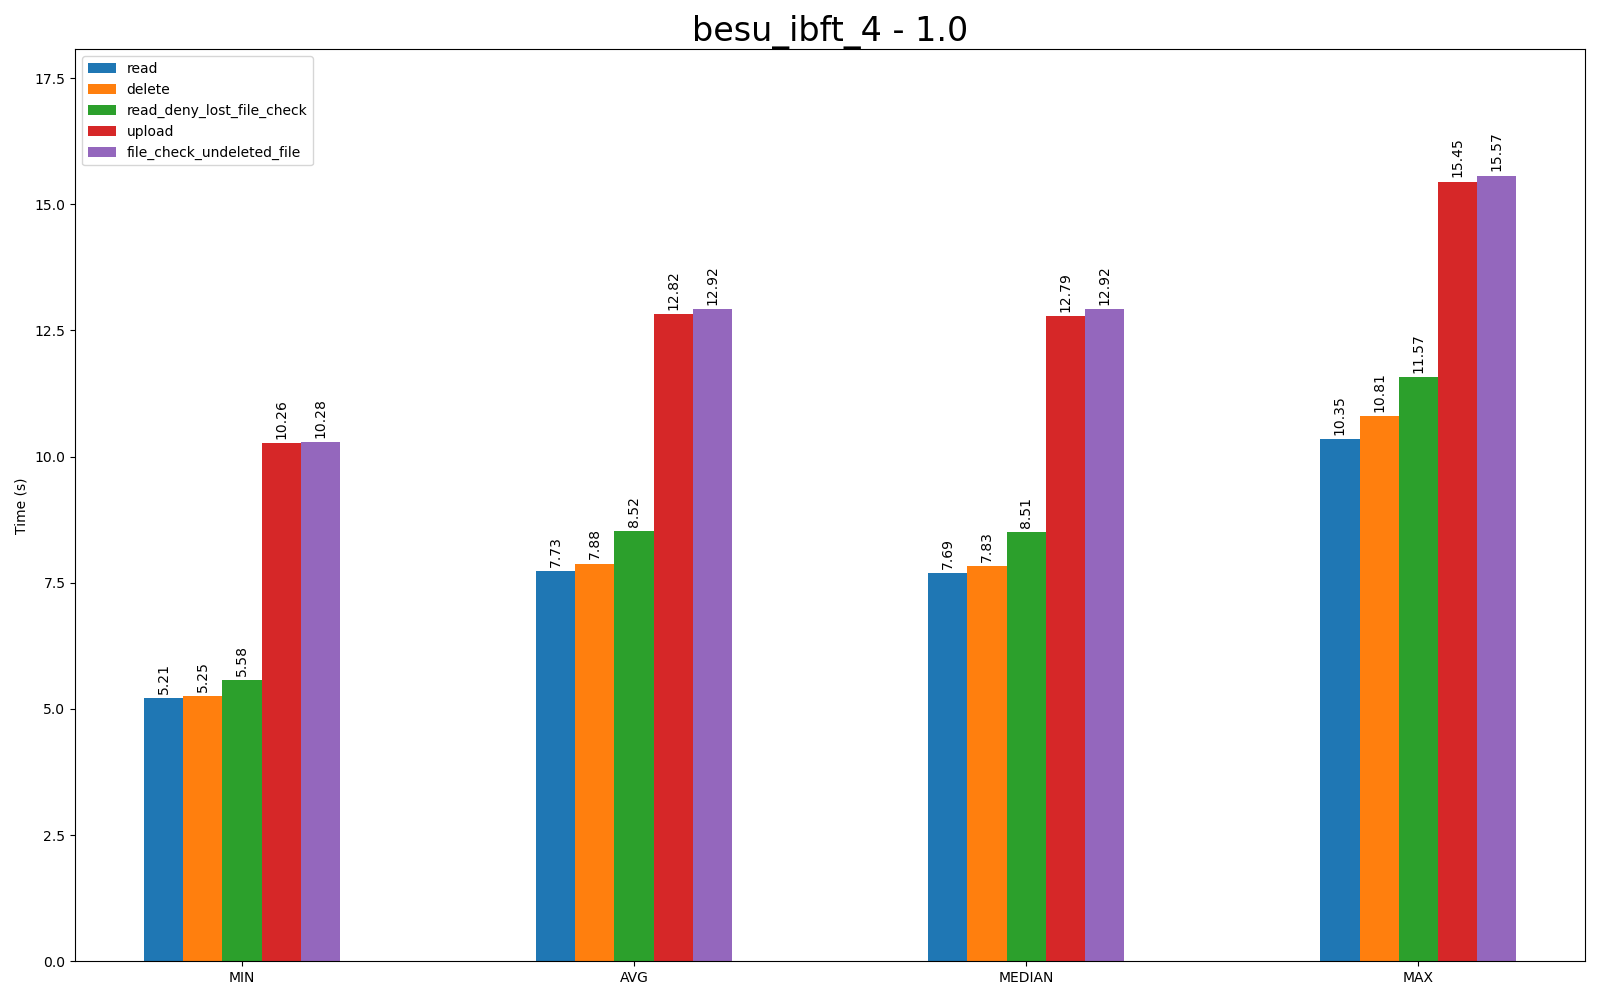 besu_ibft_4 - 1.0
read
delete
read_deny_lost_file_check
upload
file_check_undeleted_file
Time (s)
17.5
15.0
12.5
10.0
7.5
5.0
2.5
0.0
5.21
5.25
5.58
10.26
10.28
7.73
7.88
8.52
12.82
12.92
7.69
7.83
8.51
12.79
12.92
10.35
10.81
11.57
15.45
15.57
MIN
AVG
MEDIAN
MAX